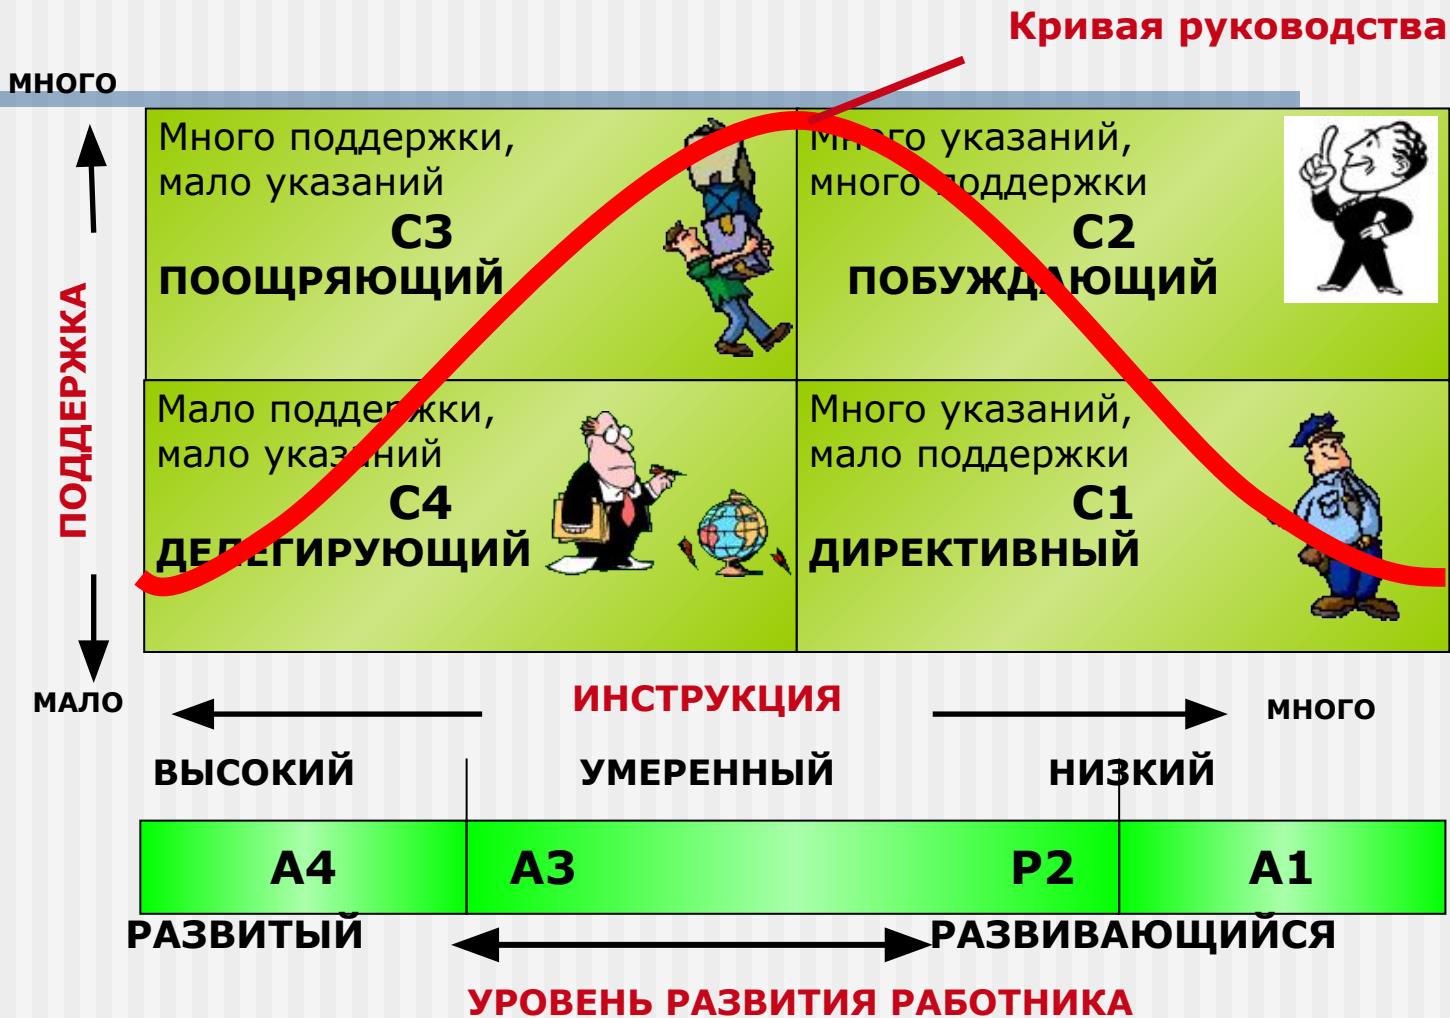 Кривая руководства
МНОГО
Много поддержки,
мало указаний
С3
ПООЩРЯЮЩИЙ
Много указаний,
много поддержки
С2
ПОБУЖДАЮЩИЙ
ПОДДЕРЖКА
Мало поддержки,
мало указаний
С4
ДЕЛЕГИРУЮЩИЙ
Много указаний,
мало поддержки
С1
ДИРЕКТИВНЫЙ
МАЛО
ИНСТРУКЦИЯ
МНОГО
ВЫСОКИЙ
УМЕРЕННЫЙ
НИЗКИЙ
А4
А3
Р2
А1
РАЗВИТЫЙ
РАЗВИВАЮЩИЙСЯ
УРОВЕНЬ РАЗВИТИЯ РАБОТНИКА